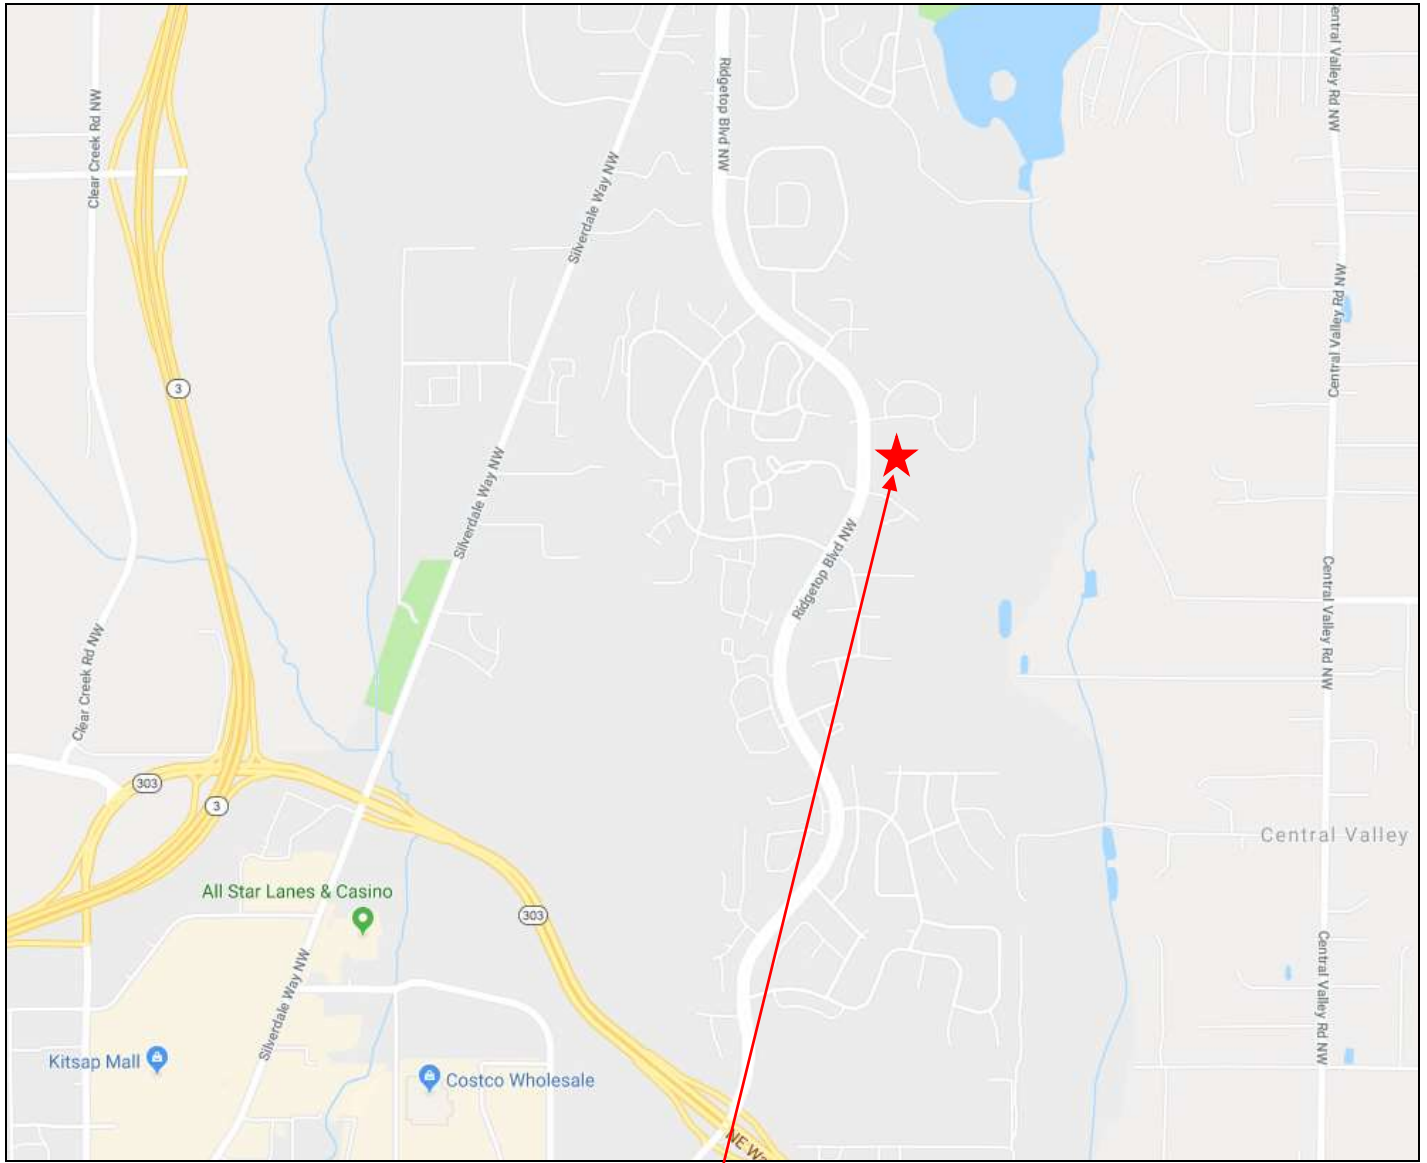 Central Valley Rd NW
Ridgetop Blvd NW
Clear Creek Rd NW
Silverdale Way NW
Central Valley Rd NW
3
Silverdale Way NW
Ridgetop Blvd NW
Central Valley Rd NW
Clear Creek Rd NW
303
3
Central Valley
All Star Lanes & Casino
303
Silverdale Way NW
Central Valley Rd NW
Kitsap Mall
Costco Wholesale
NE Wa